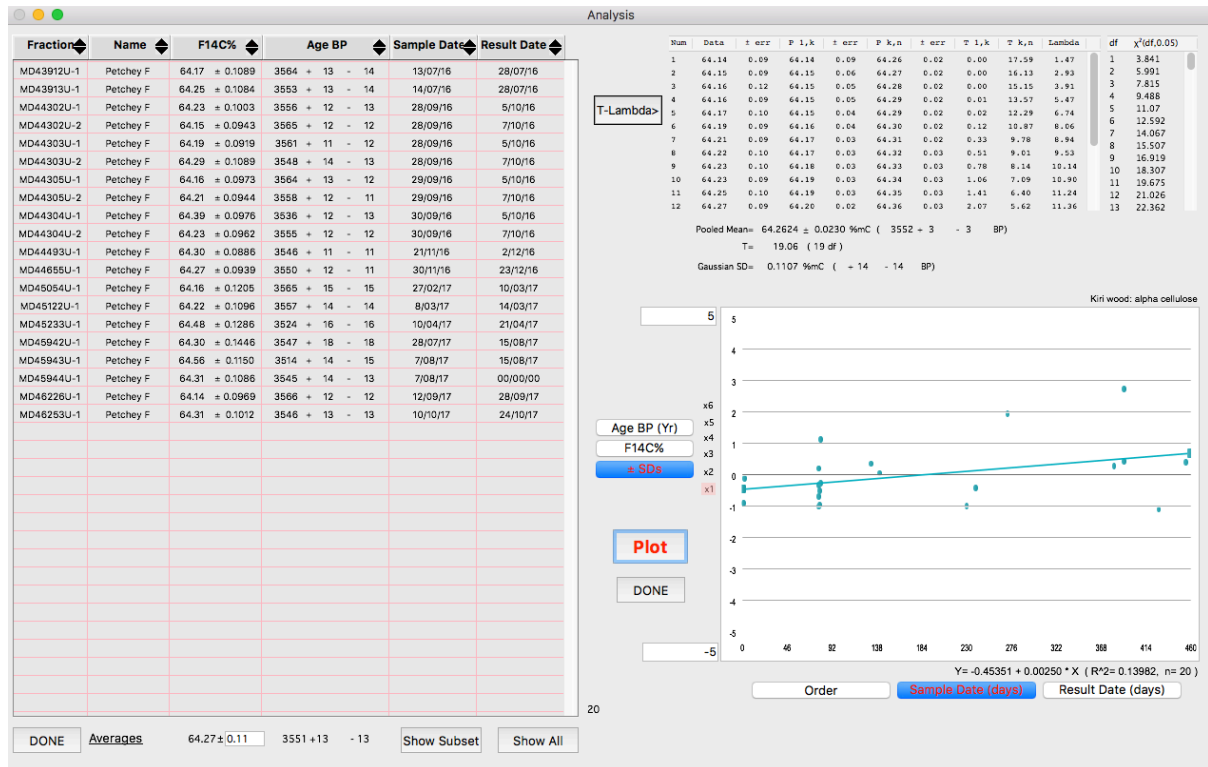 Analysis
Fraction Name F14C% Age BP Sample Date Result Date
MD43912U-1 Petchey F 64.17 ± 0.1089 3564 + 13 - 14 13/07/16 28/07/16
MD43913U-1 Petchey F 64.25 ± 0.1084 3553 + 13 - 14 14/07/16 28/07/16
MD44302U-1 Petchey F 64.23 ± 0.1003 3556 + 12 - 13 28/09/16 5/10/16
MD44302U-2 Petchey F 64.15 ± 0.0943 3565 + 12 - 12 28/09/16 7/10/16
MD44303U-1 Petchey F 64.19 ± 0.0919 3561 + 11 - 12 28/09/16 5/10/16
MD44303U-2 Petchey F 64.29 ± 0.1089 3548 + 14 - 13 28/09/16 7/10/16
MD44305U-1 Petchey F 64.16 ± 0.0973 3564 + 13 - 12 29/09/16 5/10/16
MD44305U-2 Petchey F 64.21 ± 0.0944 3558 + 12 - 11 29/09/16 7/10/16
MD44304U-1 Petchey F 64.39 ± 0.0976 3536 + 12 - 13 30/09/16 5/10/16
MD44304U-2 Petchey F 64.23 ± 0.0962 3555 + 12 - 12 30/09/16 7/10/16
MD44493U-1 Petchey F 64.30 ± 0.0886 3546 + 11 - 11 21/11/16 2/12/16
MD44655U-1 Petchey F 64.27 ± 0.0939 3550 + 12 - 11 30/11/16 23/12/16
MD45054U-1 Petchey F 64.16 ± 0.1205 3565 + 15 - 15 27/02/17 10/03/17
MD45122U-1 Petchey F 64.22 ± 0.1096 3557 + 14 - 14 8/03/17 14/03/17
MD45233U-1 Petchey F 64.48 ± 0.1286 3524 + 16 - 16 10/04/17 21/04/17
MD45942U-1 Petchey F 64.30 ± 0.1446 3547 + 18 - 18 28/07/17 15/08/17
MD45943U-1 Petchey F 64.56 ± 0.1150 3514 + 14 - 15 7/08/17 15/08/17
MD45944U-1 Petchey F 64.31 ± 0.1086 3545 + 14 - 13 7/08/17 00/00/00
MD46226U-1 Petchey F 64.14 ± 0.0969 3566 + 12 - 12 12/09/17 28/09/17
MD46253U-1 Petchey F 64.31 ± 0.1012 3546 + 13 - 13 10/10/17 24/10/17
20
DONE Averages 64.27± 0.11 3551 +13 - 13 Show Subset Show All
T-Lambda>
Num Data ± err P 1,k ± err P k,n ± err T 1,k T k,n Lambda
1 64.14 0.09 64.14 0.09 64.26 0.02 0.00 17.59 1.47
2 64.15 0.09 64.15 0.06 64.27 0.02 0.00 16.13 2.93
3 64.16 0.12 64.15 0.05 64.28 0.02 0.00 15.15 3.91
4 64.16 0.09 64.15 0.05 64.29 0.02 0.01 13.57 5.47
5 64.17 0.10 64.15 0.04 64.29 0.02 0.02 12.29 6.74
6 64.19 0.09 64.16 0.04 64.30 0.02 0.12 10.87 8.06
7 64.21 0.09 64.17 0.03 64.31 0.02 0.33 9.78 8.94
8 64.22 0.10 64.17 0.03 64.32 0.03 0.51 9.01 9.53
9 64.23 0.10 64.18 0.03 64.33 0.03 0.78 8.14 10.14
10 64.23 0.09 64.19 0.03 64.34 0.03 1.06 7.09 10.90
11 64.25 0.10 64.19 0.03 64.35 0.03 1.41 6.40 11.24
12 64.27 0.09 64.20 0.02 64.36 0.03 2.07 5.62 11.36
df χ²(df,0.05)
1 3.841
2 5.991
3 7.815
4 9.488
5 11.07
6 12.592
7 14.067
8 15.507
9 16.919
10 18.307
11 19.675
12 21.026
13 22.362
Pooled Mean= 64.2624 ± 0.0230 %mC ( 3552 + 3 - 3 BP)
T= 19.06 ( 19 df )
Gaussian SD= 0.1107 %mC ( + 14 - 14 BP)
Kiri wood: alpha cellulose
5
Age BP (Yr)
F14C%
± SDs
x6
x5
x4
x3
x2
x1
Plot
DONE
-5
5
4
3
2
1
0
-1
-2
-3
-4
-5
0 46 92 138 184 230 276 322 368 414 460
Y= -0.45351 + 0.00250 * X ( R^2= 0.13982, n= 20 )
Order Sample Date (days) Result Date (days)